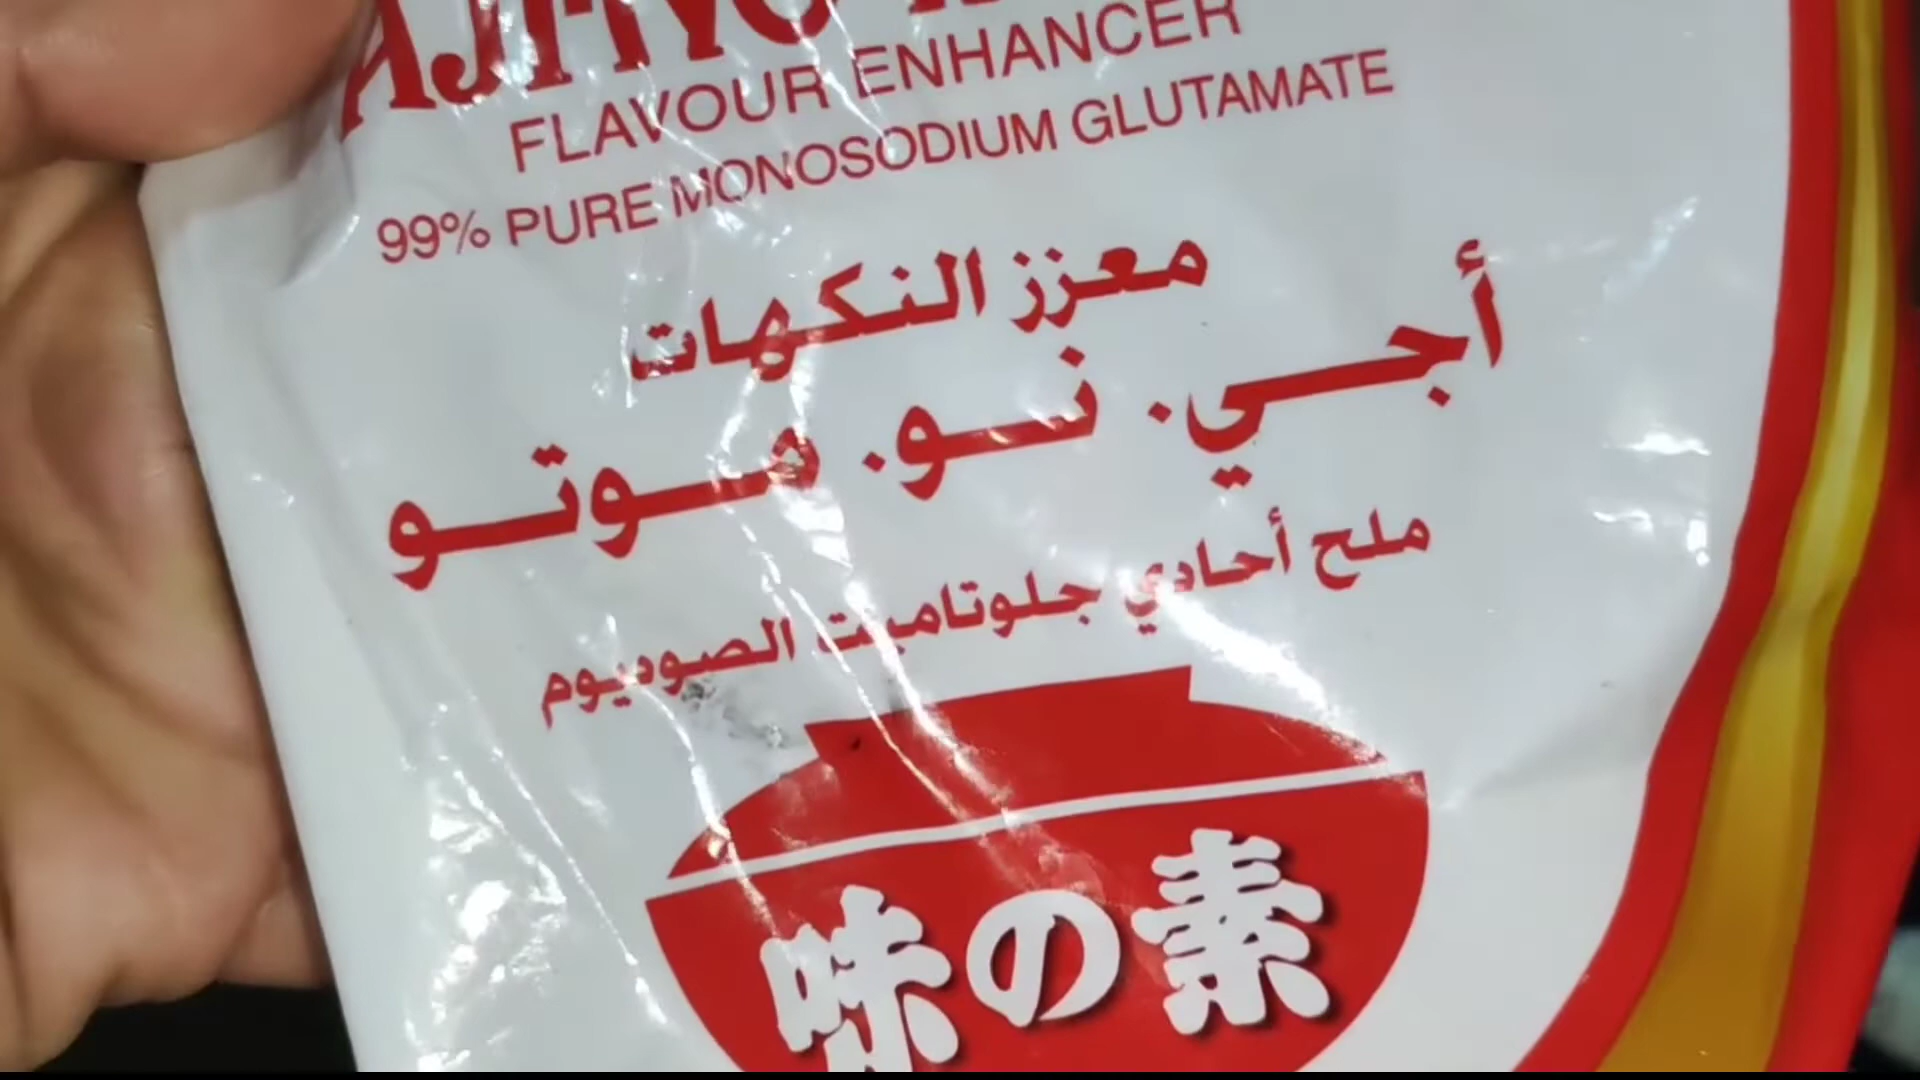 FLAVOUR ENHANCER
99% PURE MONOSODIUM GLUTAMATE
معزز النكهات
أجي. نو. موتو
ملح أحادي جلوتاميت الصوديوم
味の素